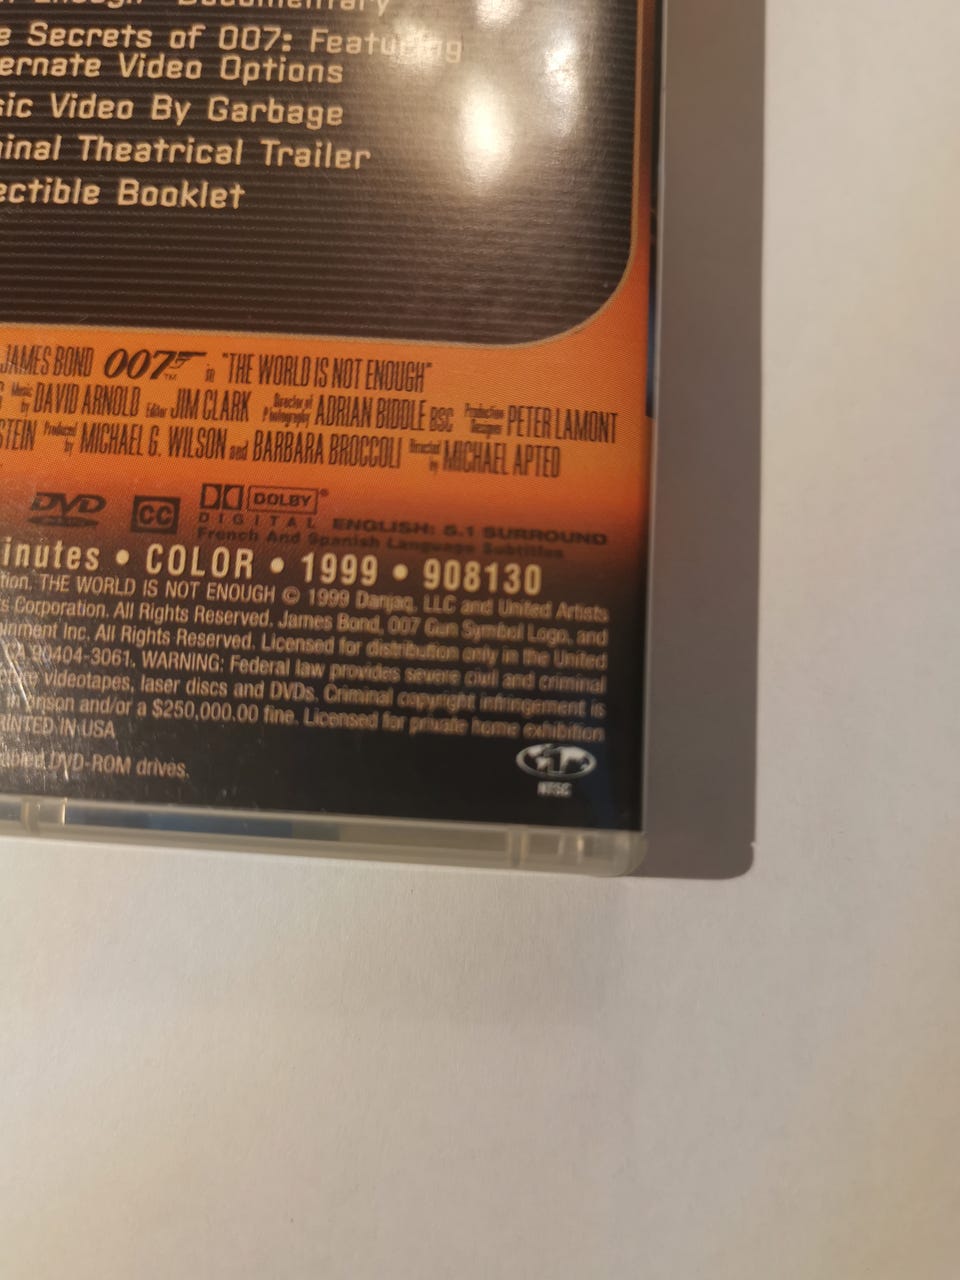 Documentary
e Secrets of 007: Featuring
ernate Video Options
sic Video By Garbage
inal Theatrical Trailer
ectible Booklet
JAMES BOND 007 TM in "THE WORLD IS NOT ENOUGH"
Music by DAVID ARNOLD Editor JIM CLARK Director of Photography ADRIAN BIDDLE BSC Production Designer PETER LAMONT
STEIN Produced by MICHAEL G. WILSON and BARBARA BROCCOLI Directed by MICHAEL APTED
DVD CC DOLBY® DIGITAL ENGLISH: 5.1 SURROUND
French And Spanish Language Subtitles
inutes • COLOR • 1999 • 908130
tion. THE WORLD IS NOT ENOUGH © 1999 Danjaq, LLC and United Artists
s Corporation. All Rights Reserved. James Bond, 007 Gun Symbol Logo, and
ainment Inc. All Rights Reserved. Licensed for distribution only in the United
CA 90404-3061. WARNING: Federal law provides severe civil and criminal
videotapes, laser discs and DVDs. Criminal copyright infringement is
prison and/or a $250,000.00 fine. Licensed for private home exhibition
PRINTED IN USA
DVD-ROM drives.
1
NTSC